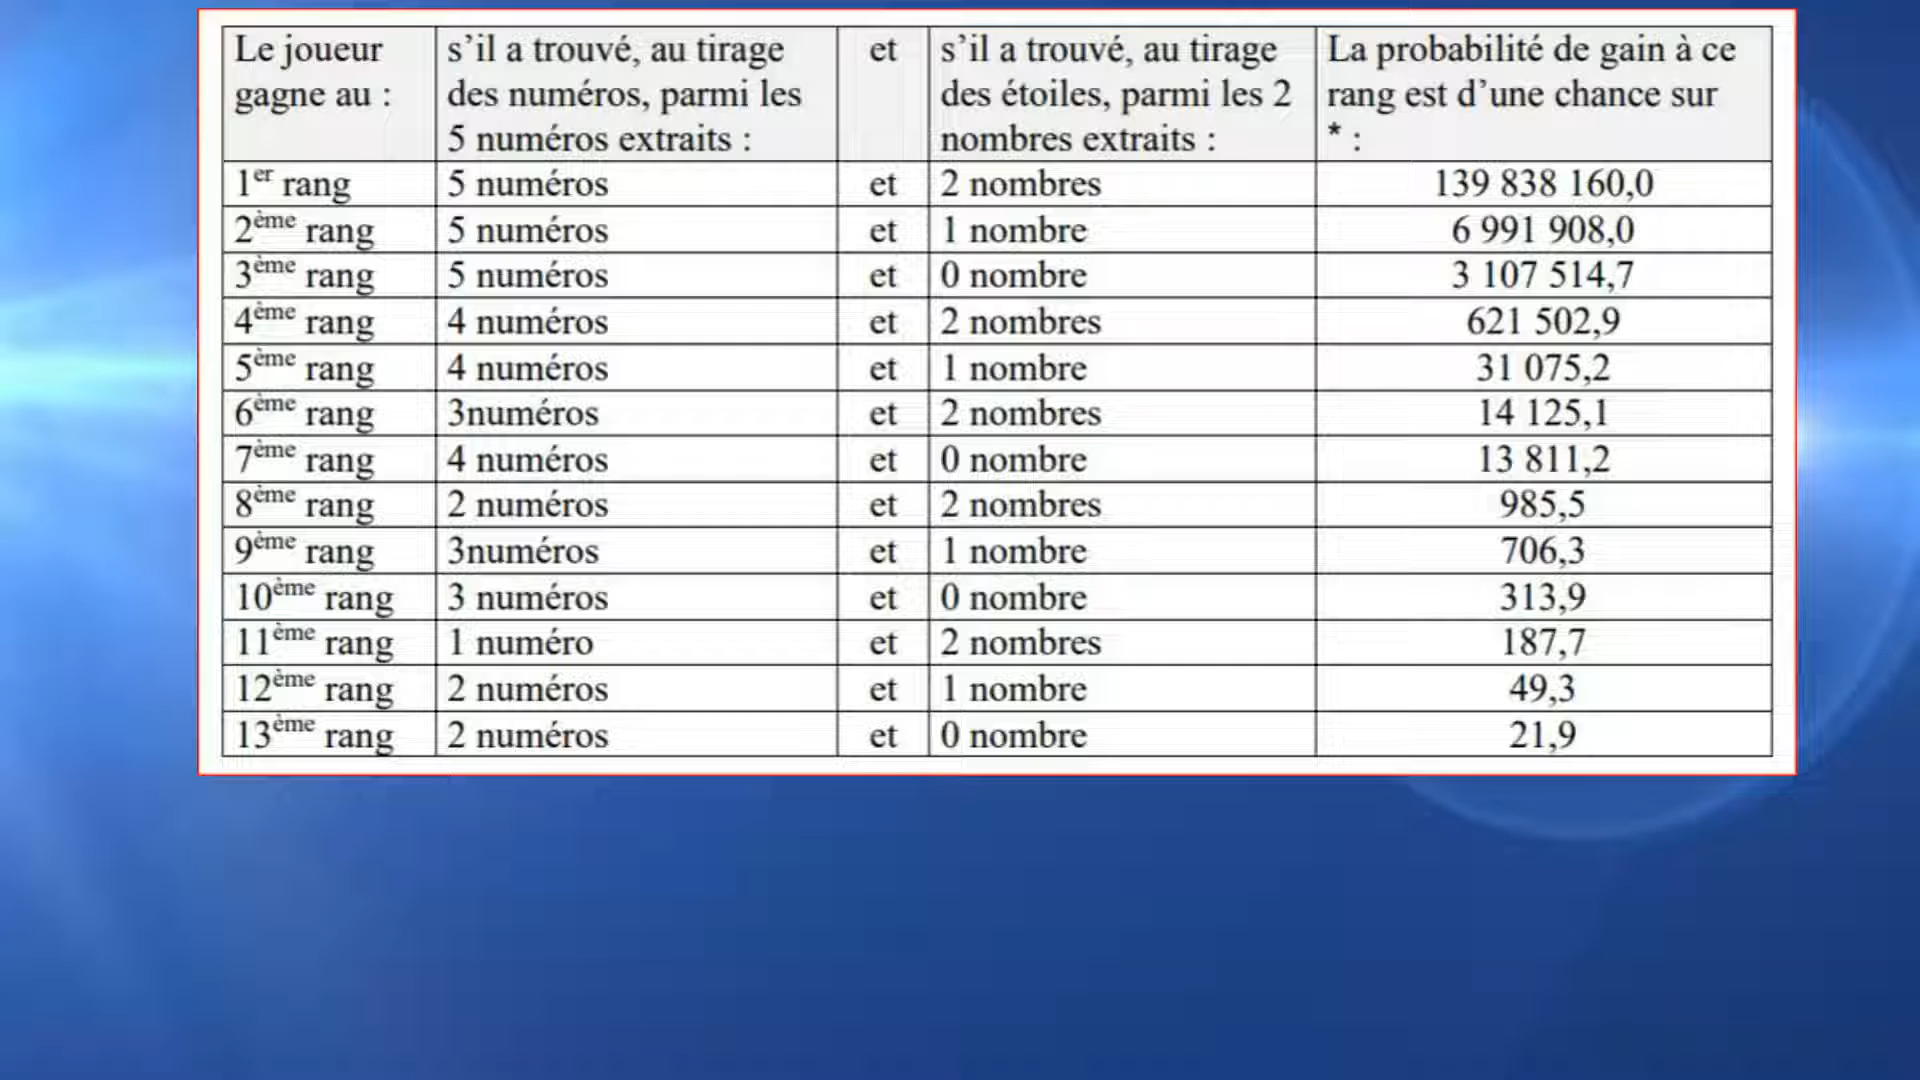 Le joueur gagne au : | s'il a trouvé, au tirage des numéros, parmi les 5 numéros extraits : | et | s'il a trouvé, au tirage des étoiles, parmi les 2 nombres extraits : | La probabilité de gain à ce rang est d'une chance sur * :
1er rang | 5 numéros | et | 2 nombres | 139 838 160,0
2ème rang | 5 numéros | et | 1 nombre | 6 991 908,0
3ème rang | 5 numéros | et | 0 nombre | 3 107 514,7
4ème rang | 4 numéros | et | 2 nombres | 621 502,9
5ème rang | 4 numéros | et | 1 nombre | 31 075,2
6ème rang | 3numéros | et | 2 nombres | 14 125,1
7ème rang | 4 numéros | et | 0 nombre | 13 811,2
8ème rang | 2 numéros | et | 2 nombres | 985,5
9ème rang | 3numéros | et | 1 nombre | 706,3
10ème rang | 3 numéros | et | 0 nombre | 313,9
11ème rang | 1 numéro | et | 2 nombres | 187,7
12ème rang | 2 numéros | et | 1 nombre | 49,3
13ème rang | 2 numéros | et | 0 nombre | 21,9